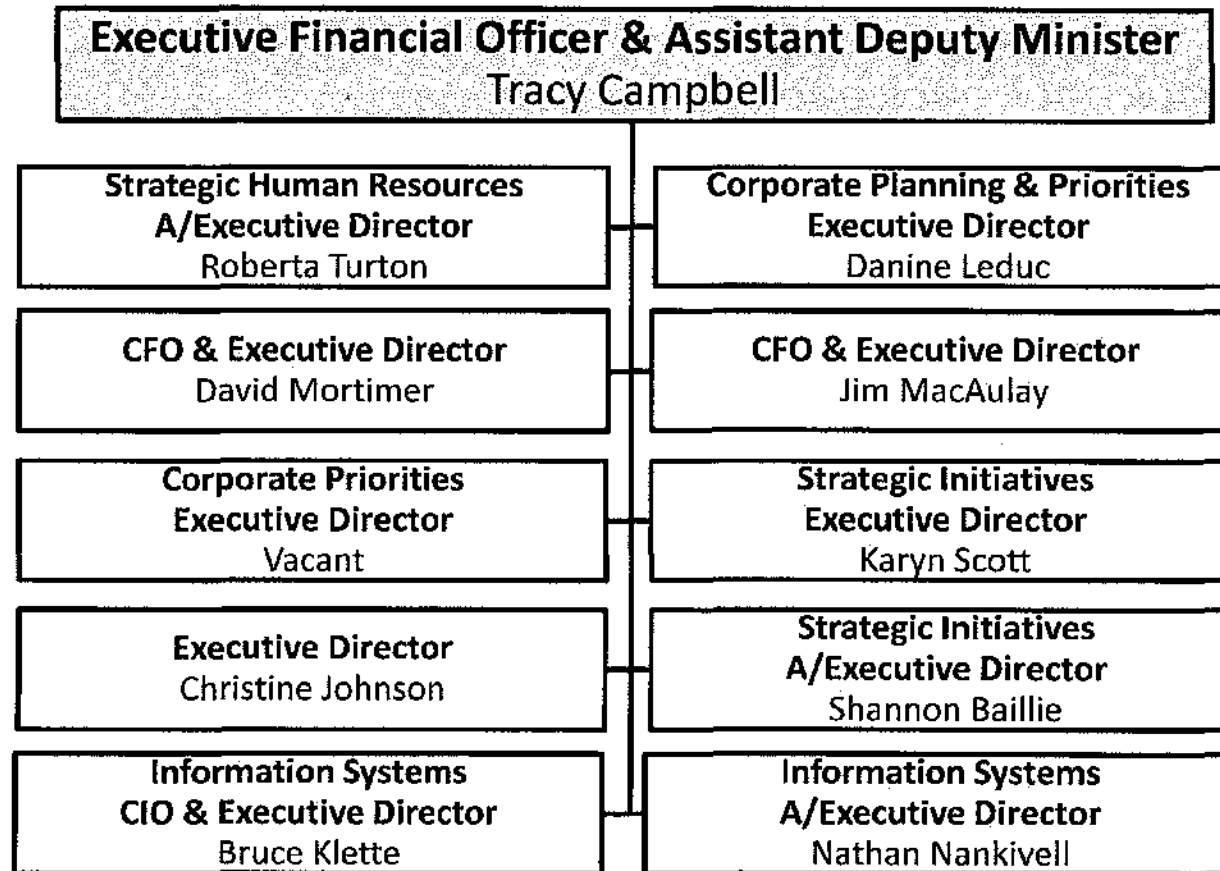 Executive Financial Officer & Assistant Deputy Minister
Tracy Campbell
Strategic Human Resources
A/Executive Director
Roberta Turton
Corporate Planning & Priorities
Executive Director
Danine Leduc
CFO & Executive Director
David Mortimer
CFO & Executive Director
Jim MacAulay
Corporate Priorities
Executive Director
Vacant
Strategic Initiatives
Executive Director
Karyn Scott
Executive Director
Christine Johnson
Strategic Initiatives
A/Executive Director
Shannon Baillie
Information Systems
CIO & Executive Director
Bruce Klette
Information Systems
A/Executive Director
Nathan Nankivell